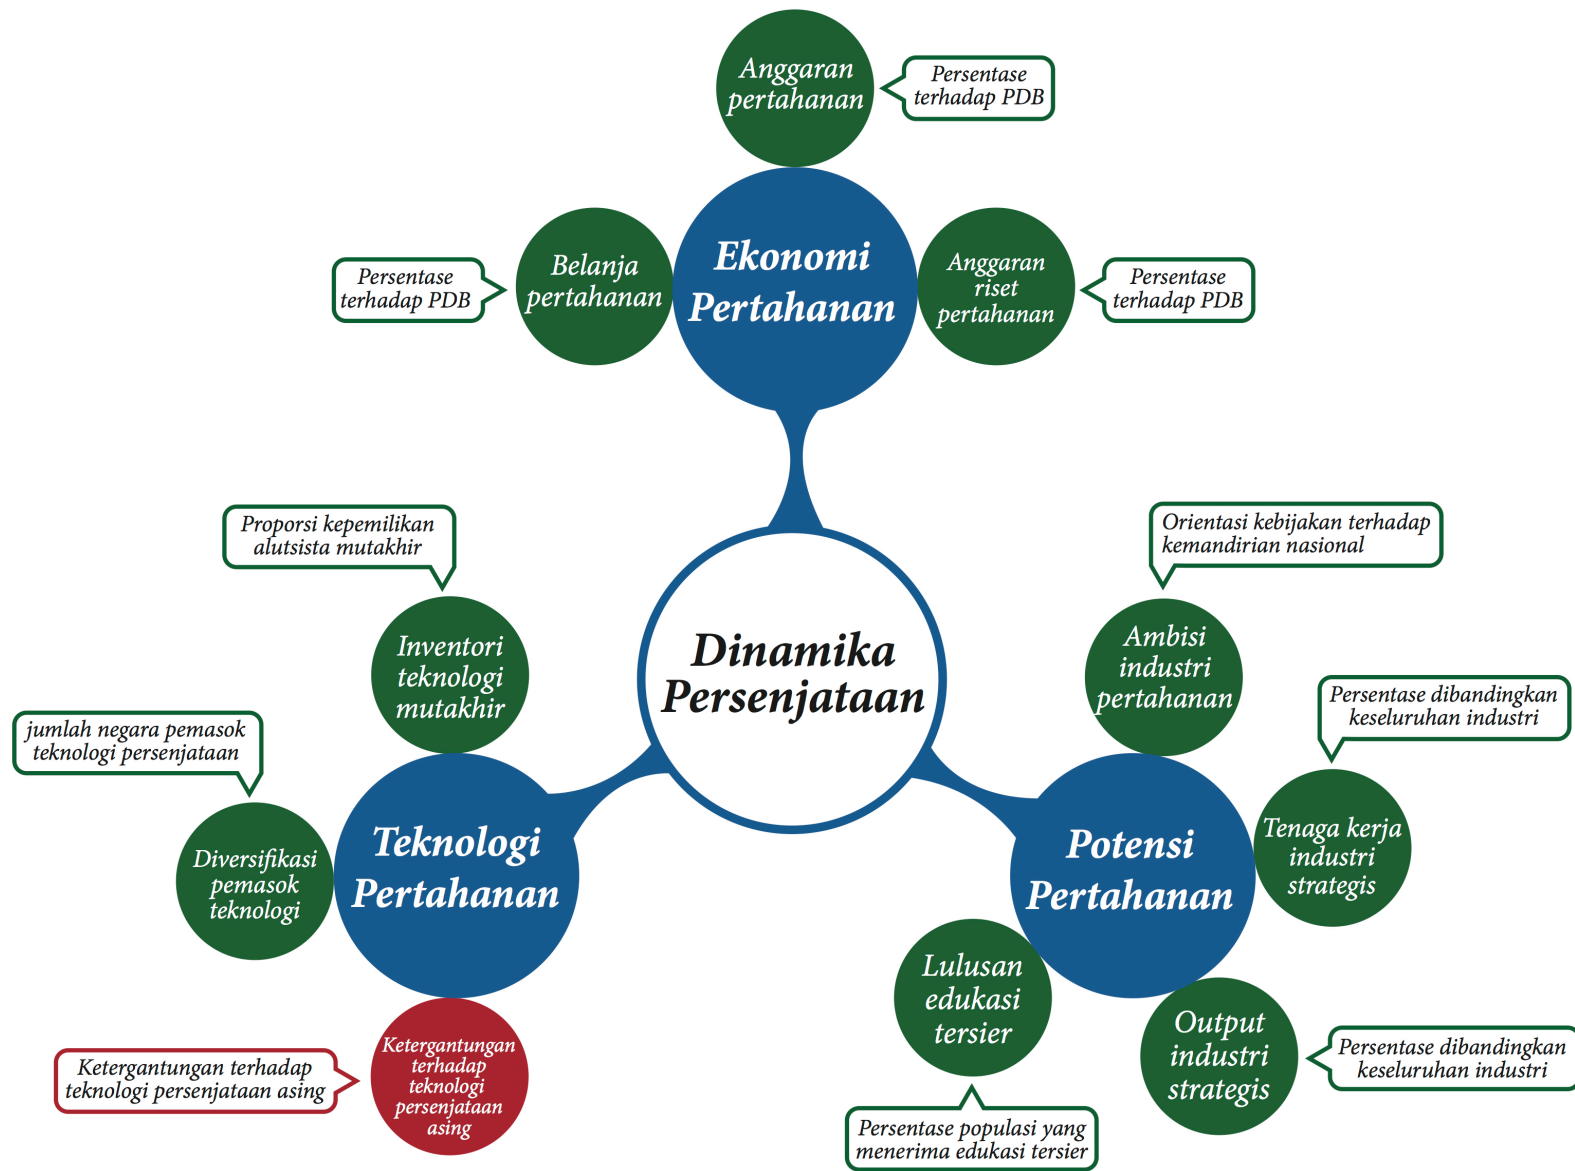 Anggaran
pertahanan
Persentase
terhadap PDB
Ekonomi
Pertahanan
Belanja
pertahanan
Persentase
terhadap PDB
Anggaran
riset
pertahanan
Persentase
terhadap PDB
Dinamika
Persenjataan
Proporsi kepemilikan
alutsista mutakhir
Inventori
teknologi
mutakhir
jumlah negara pemasok
teknologi persenjataan
Diversifikasi
pemasok
teknologi
Teknologi
Pertahanan
Ketergantungan terhadap
teknologi persenjataan asing
Ketergantungan
terhadap
teknologi
persenjataan
asing
Orientasi kebijakan terhadap
kemandirian nasional
Ambisi
industri
pertahanan
Persentase dibandingkan
keseluruhan industri
Tenaga kerja
industri
strategis
Potensi
Pertahanan
Lulusan
edukasi
tersier
Persentase populasi yang
menerima edukasi tersier
Output
industri
strategis
Persentase dibandingkan
keseluruhan industri